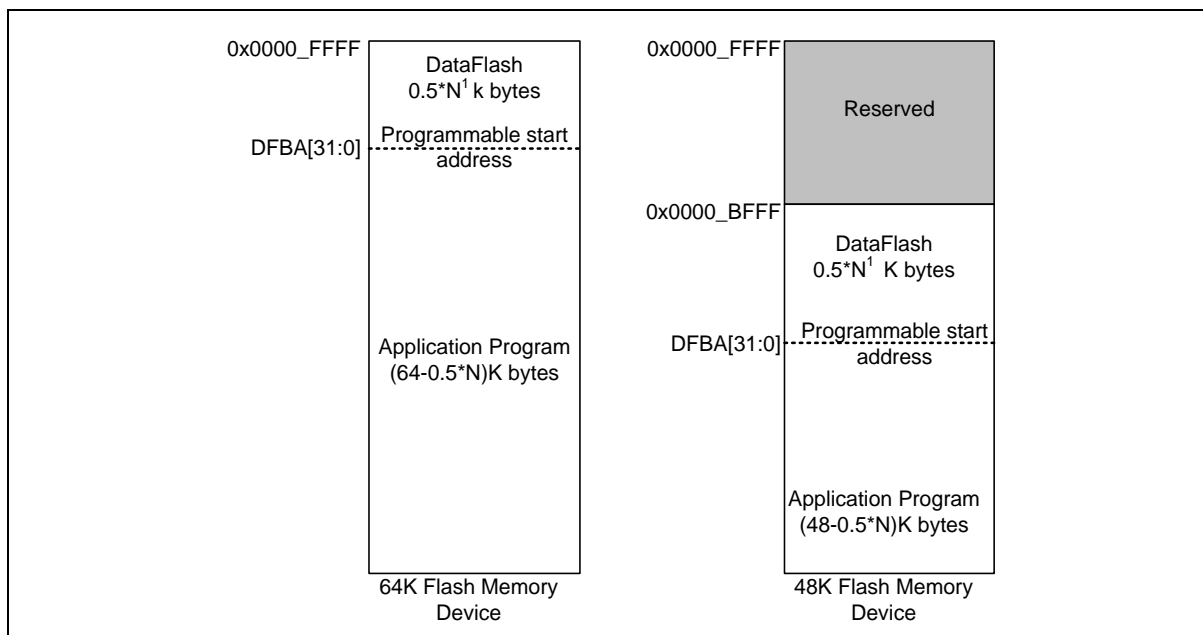 0x0000_FFFF
DataFlash
0.5*N¹ k bytes
DFBA[31:0]
Programmable start
address
Application Program
(64-0.5*N)K bytes
64K Flash Memory
Device
0x0000_FFFF
Reserved
0x0000_BFFF
DataFlash
0.5*N¹ K bytes
DFBA[31:0]
Programmable start
address
Application Program
(48-0.5*N)K bytes
48K Flash Memory
Device